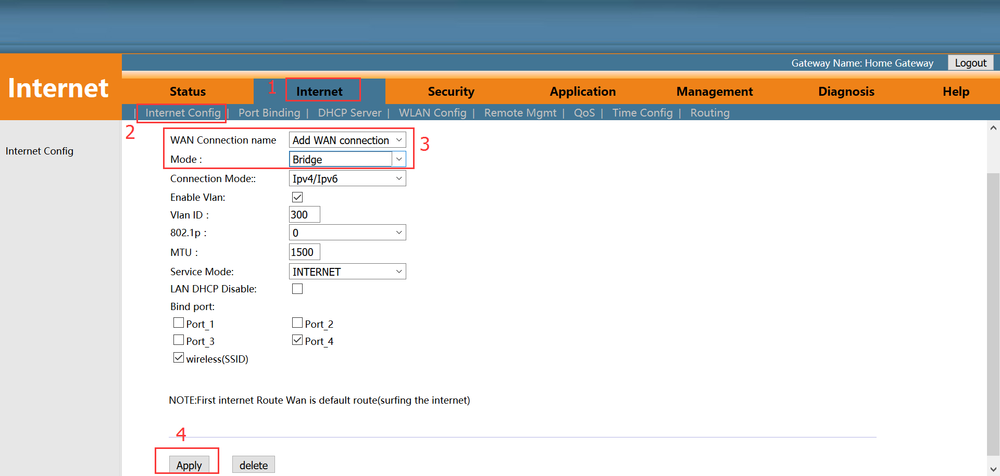 Gateway Name: Home Gateway Logout
Internet
Status 1 Internet Security Application Management Diagnosis Help
| Internet Config | Port Binding | DHCP Server | WLAN Config | Remote Mgmt | QoS | Time Config | Routing
2
Internet Config
WAN Connection name Add WAN connection 3
Mode : Bridge
Connection Mode:: Ipv4/Ipv6
Enable Vlan:
Vlan ID : 300
802.1p : 0
MTU : 1500
Service Mode: INTERNET
LAN DHCP Disable:
Bind port:
Port_1 Port_2
Port_3 Port_4
wireless(SSID)
NOTE:First internet Route Wan is default route(surfing the internet)
4
Apply delete